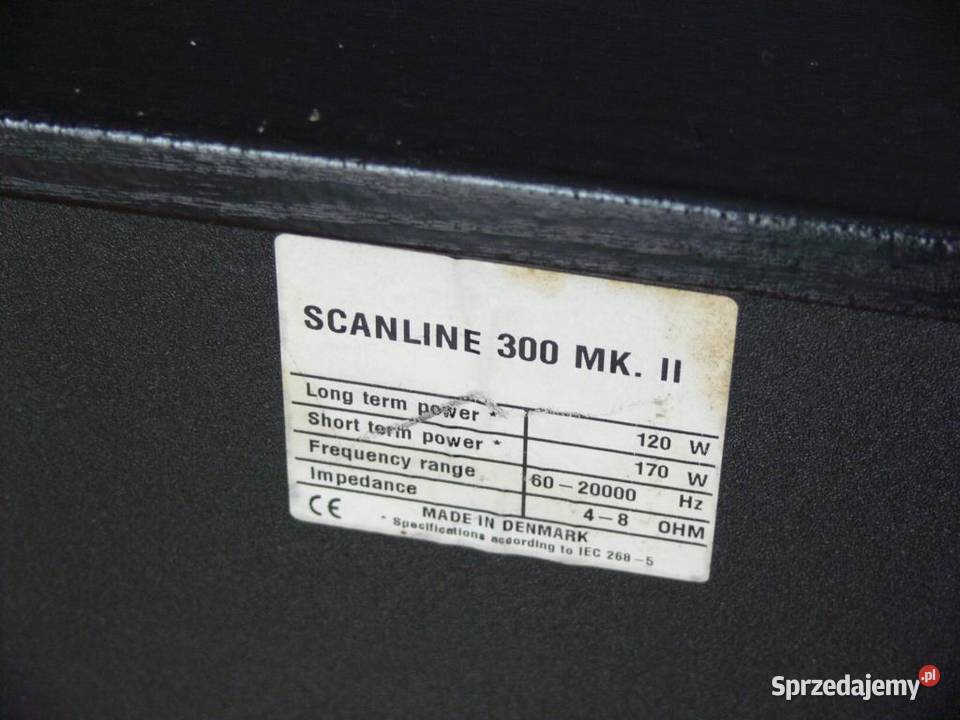 SCANLINE 300 MK. II
Long term power * 120 W
Short term power * 170 W
Frequency range 60-20000 Hz
Impedance 4-8 OHM
CE MADE IN DENMARK
* Specifications according to IEC 268-5
Sprzedajemy.pl